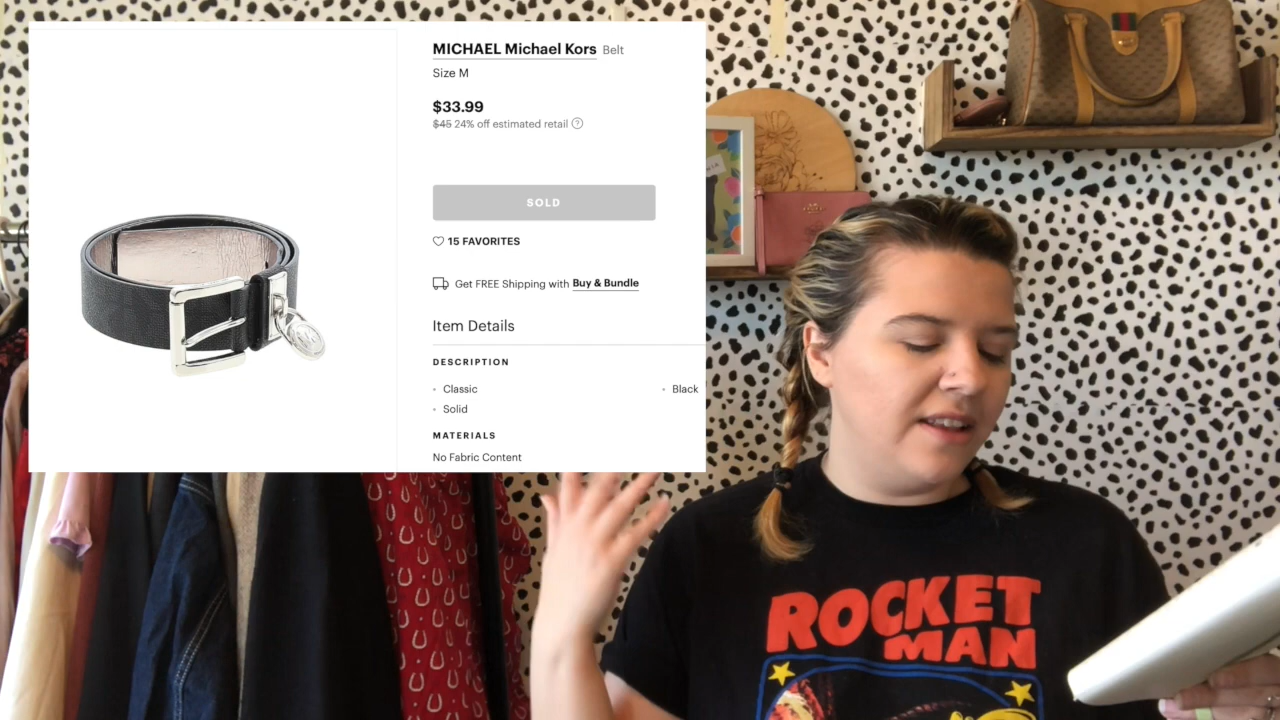 MICHAEL Michael Kors Belt
Size M
$33.99
$45 24% off estimated retail ?
SOLD
15 FAVORITES
Get FREE Shipping with Buy & Bundle
Item Details
DESCRIPTION
• Classic • Black
• Solid
MATERIALS
No Fabric Content
COACH
ROCKET
MAN